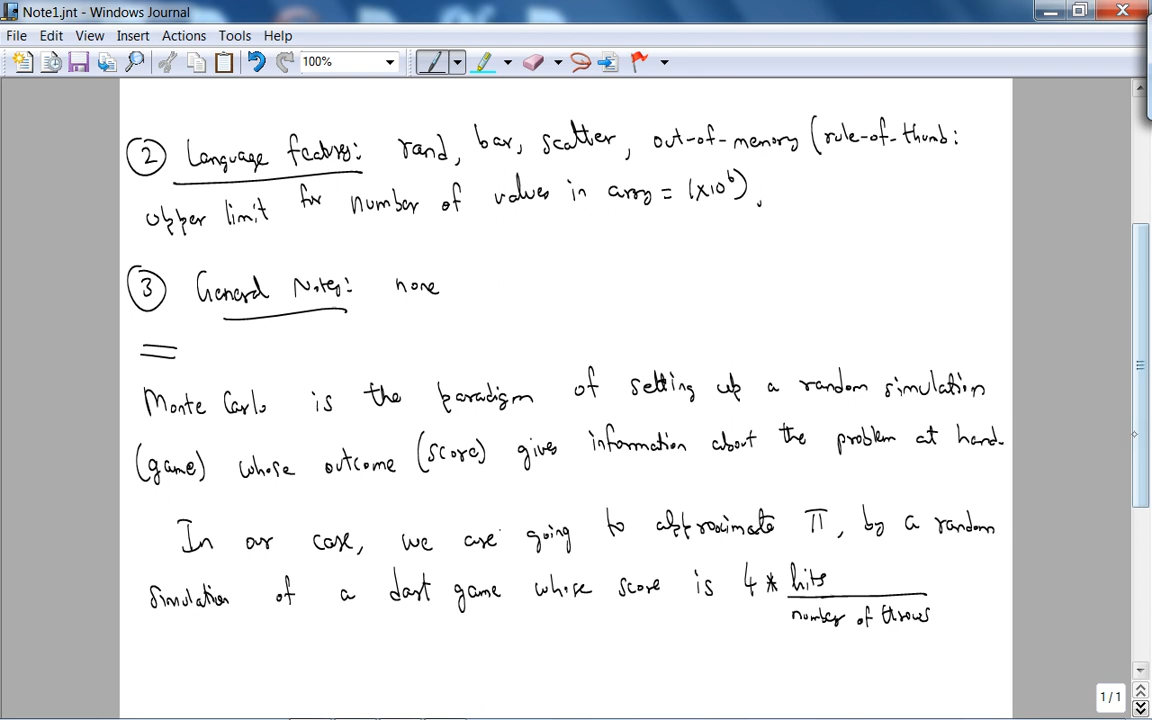 Note1.jnt - Windows Journal
File Edit View Insert Actions Tools Help
100%
2 Language features: rand, bar, scatter, out-of-memory (rule-of-thumb:
upper limit for number of values in array = 1x10^6).
3 General Notes: none
Monte Carlo is the paradigm of setting up a random simulation
(game) whose outcome (score) gives information about the problem at hand.
In our case, we are going to approximate π, by a random
simulation of a dart game whose score is 4 * hits
number of throws
1 / 1